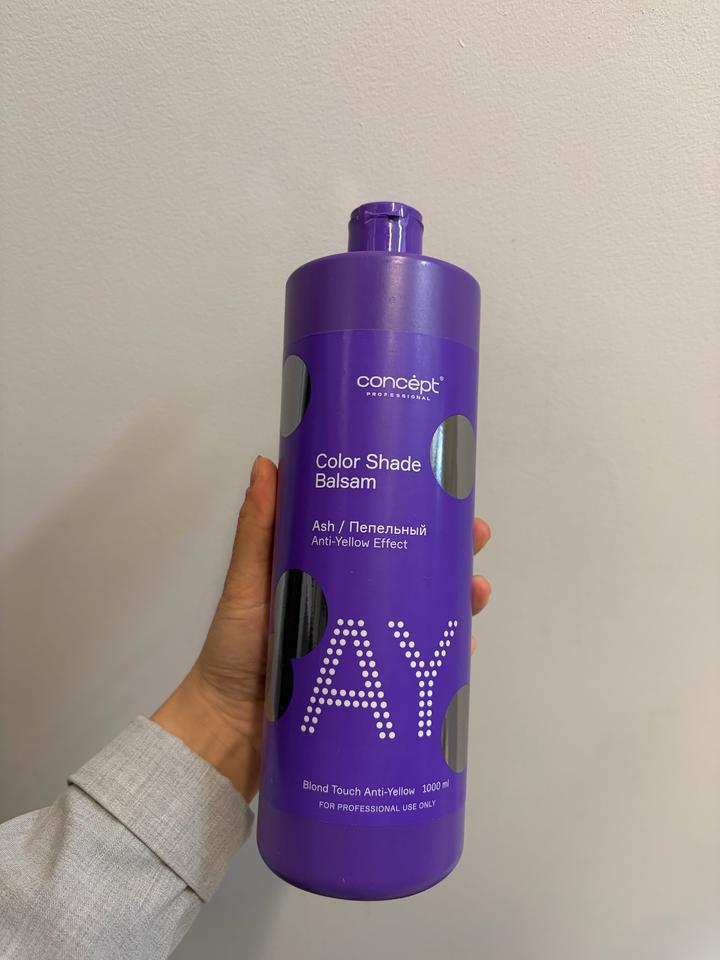 concept®
PROFESSIONAL
Color Shade
Balsam
Ash / Пепельный
Anti-Yellow Effect
AY
Blond Touch Anti-Yellow 1000 ml
FOR PROFESSIONAL USE ONLY